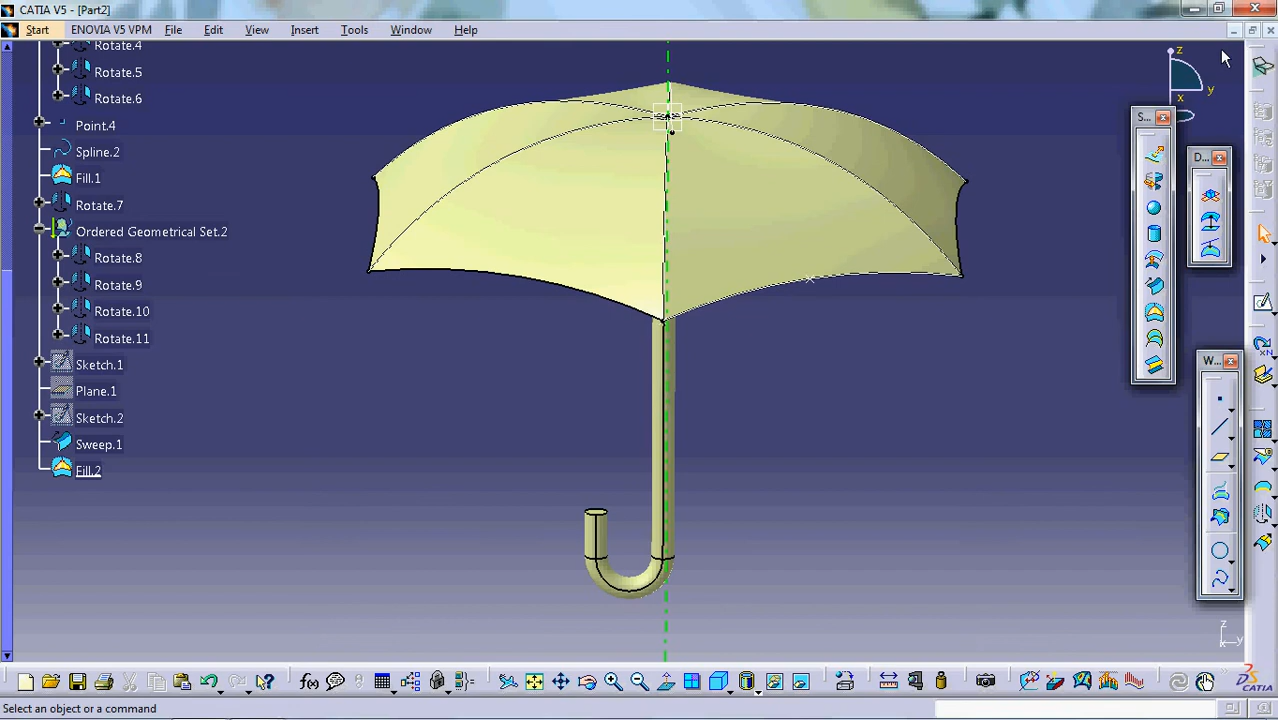 CATIA V5 - [Part2]
Start ENOVIA V5 VPM File Edit View Insert Tools Window Help
Rotate.4
Rotate.5
Rotate.6
Point.4
Spline.2
Fill.1
Rotate.7
Ordered Geometrical Set.2
Rotate.8
Rotate.9
Rotate.10
Rotate.11
Sketch.1
Plane.1
Sketch.2
Sweep.1
Fill.2
z
y
x
S...
D...
W...
z
y
f(x)
CATIA
Select an object or a command